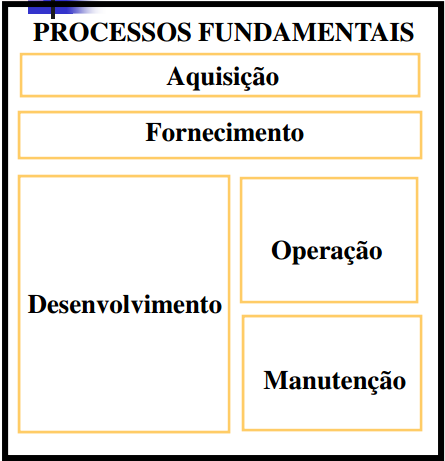 PROCESSOS FUNDAMENTAIS
Aquisição
Fornecimento
Desenvolvimento
Operação
Manutenção